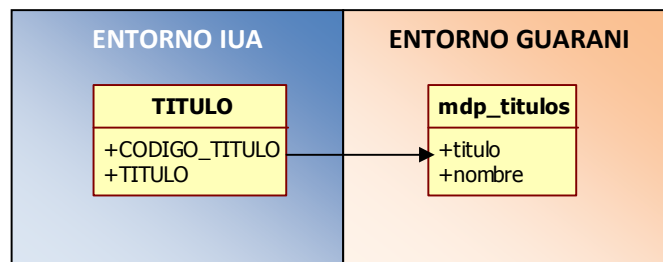 ENTORNO IUA
ENTORNO GUARANI
TITULO
+CODIGO_TITULO
+TITULO
mdp_titulos
+titulo
+nombre